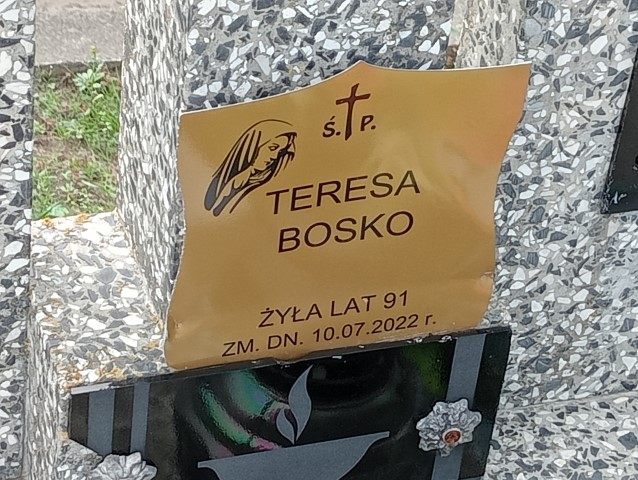 Ś. P.
TERESA
BOSKO
ŻYŁA LAT 91
ZM. DN. 10.07.2022 r.